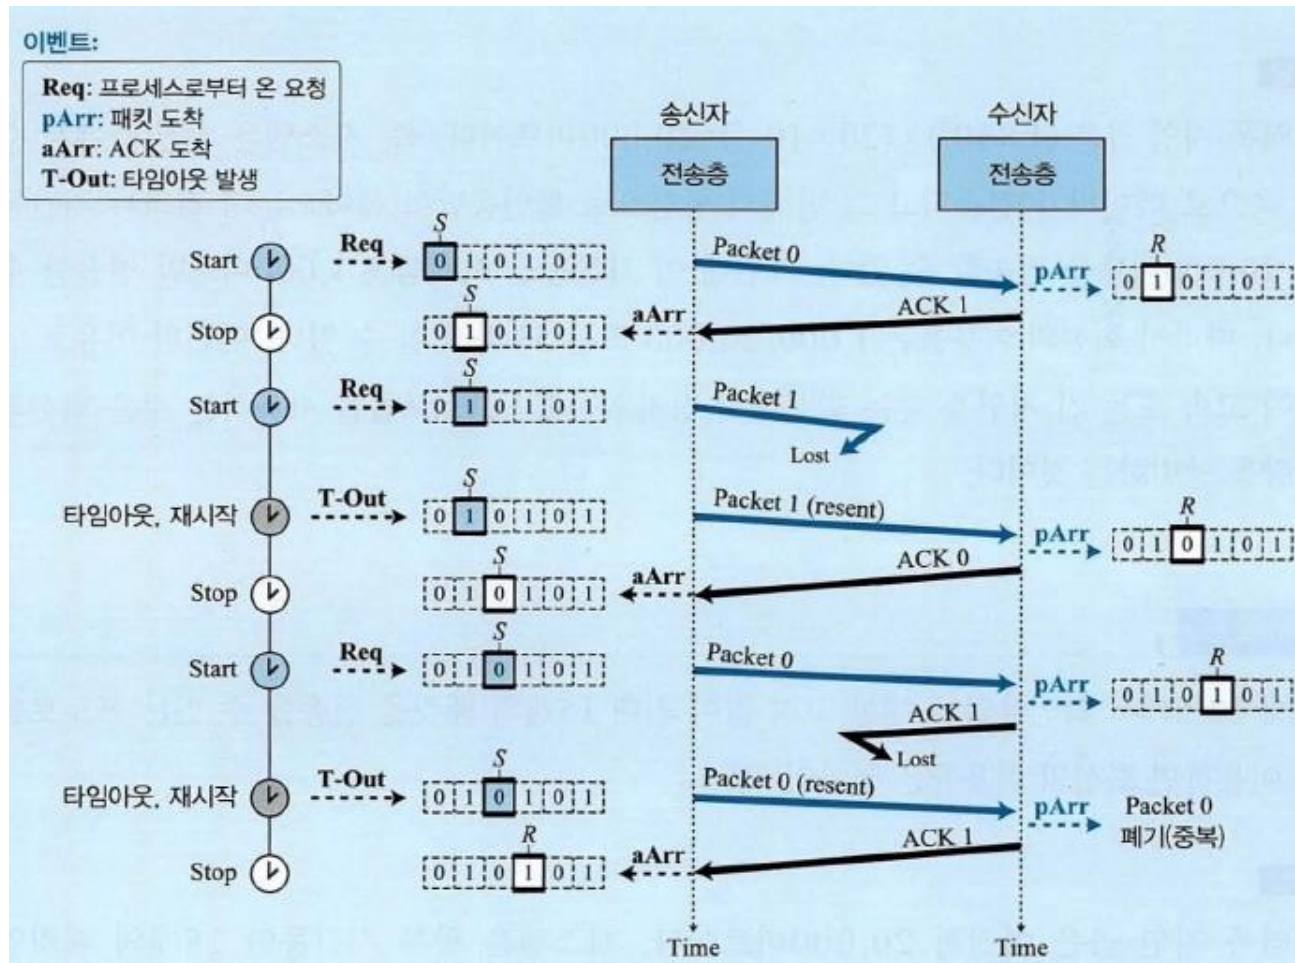 이벤트:
Req: 프로세스로부터 온 요청
pArr: 패킷 도착
aArr: ACK 도착
T-Out: 타임아웃 발생
송신자
수신자
전송층
전송층
Start
Req
S
0 1 0 1 0 1
Packet 0
pArr
R
0 1 0 1 0 1
Stop
S
0 1 0 1 0 1
aArr
ACK 1
Start
Req
S
0 1 0 1 0 1
Packet 1
Lost
타임아웃, 재시작
T-Out
S
0 1 0 1 0 1
Packet 1 (resent)
pArr
R
0 1 0 1 0 1
Stop
S
0 1 0 1 0 1
aArr
ACK 0
Start
Req
S
0 1 0 1 0 1
Packet 0
pArr
R
0 1 0 1 0 1
ACK 1
Lost
타임아웃, 재시작
T-Out
S
0 1 0 1 0 1
Packet 0 (resent)
pArr
Packet 0
폐기(중복)
Stop
R
0 1 0 1 0 1
aArr
ACK 1
Time
Time